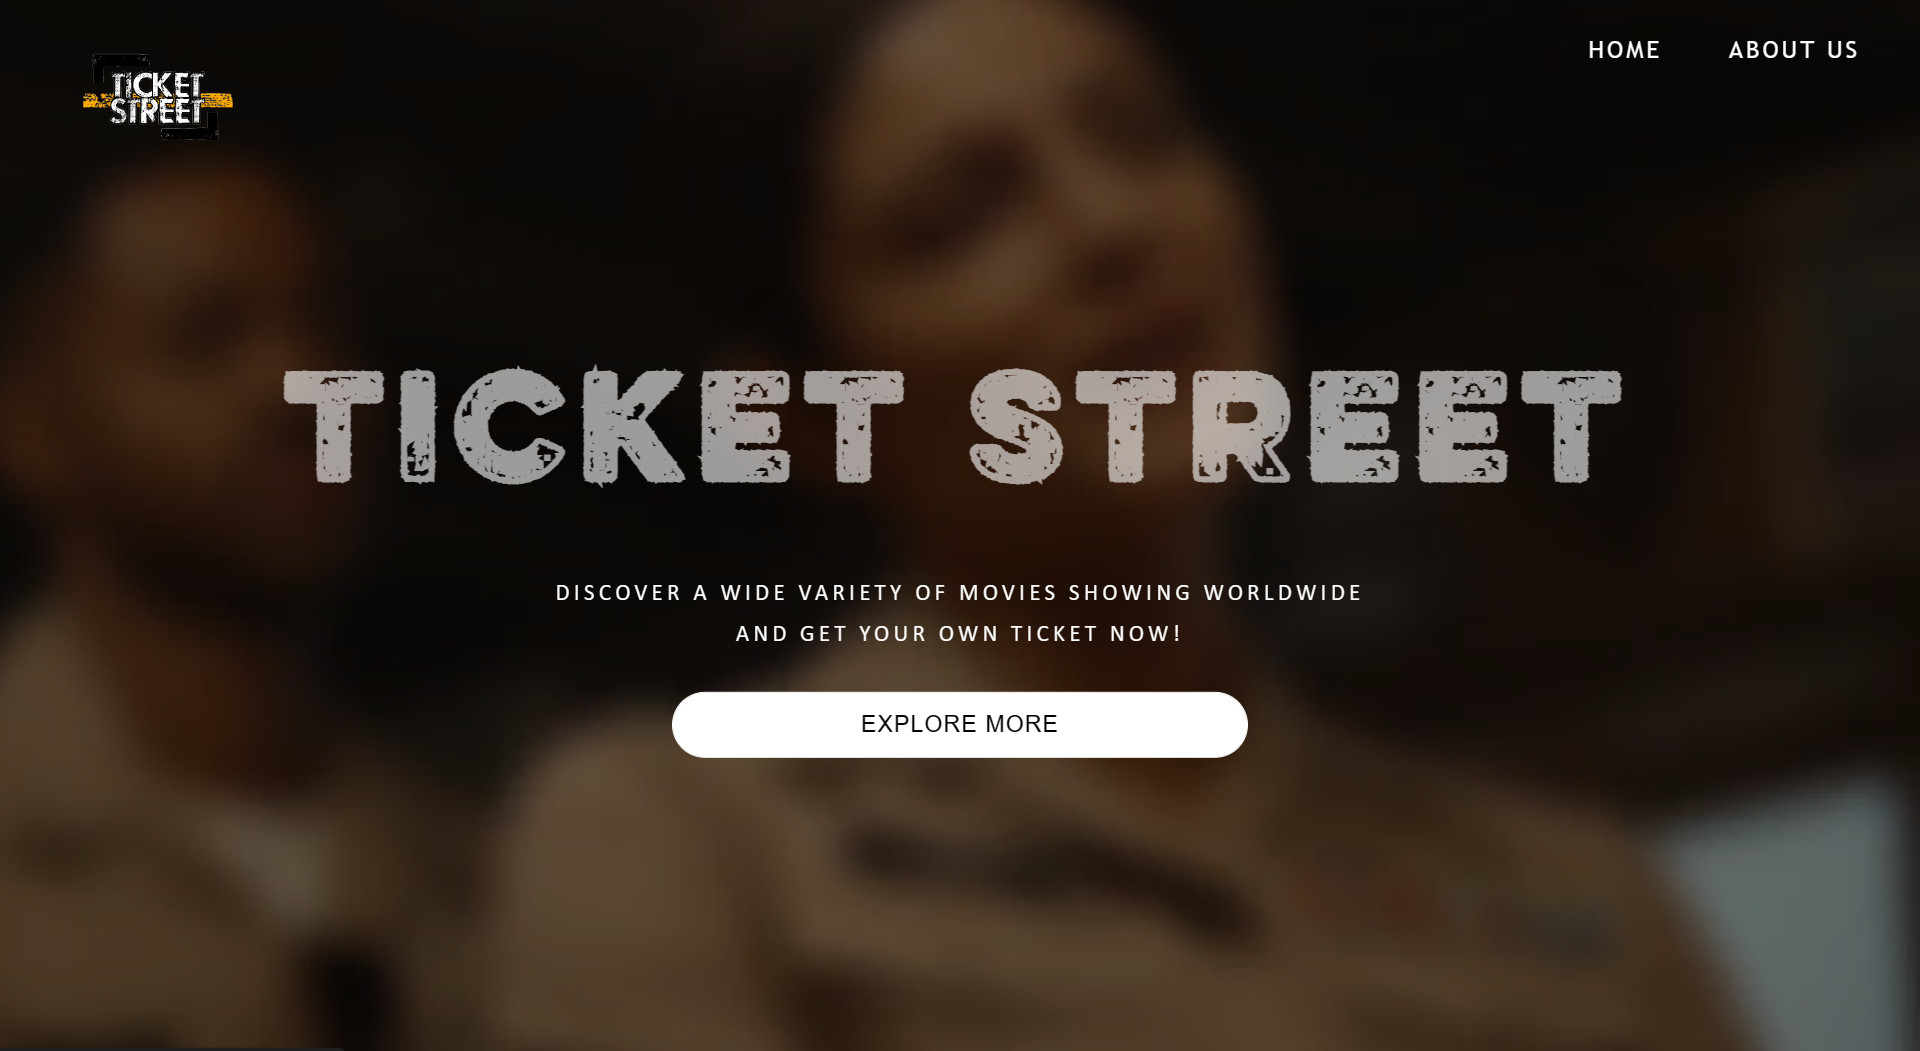 TICKET
STREET
HOME
ABOUT US
TICKET STREET
DISCOVER A WIDE VARIETY OF MOVIES SHOWING WORLDWIDE
AND GET YOUR OWN TICKET NOW!
EXPLORE MORE